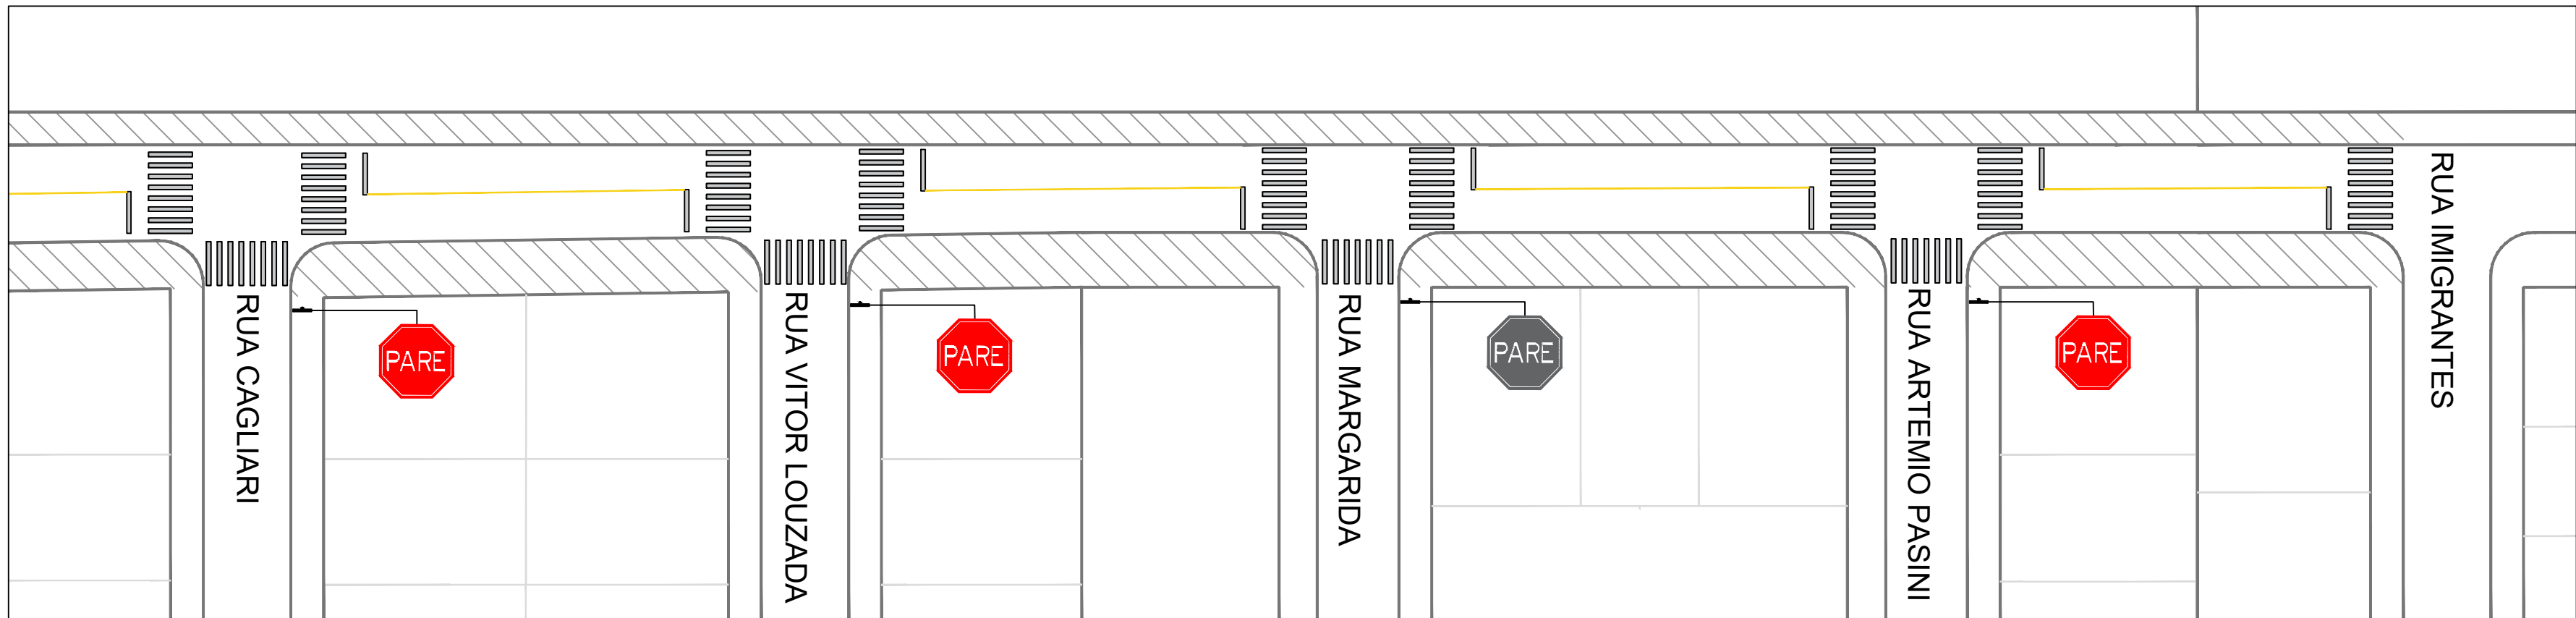 RUA CAGLIARI
PARE
RUA VITOR LOUZADA
PARE
RUA MARGARIDA
PARE
RUA ARTEMIO PASINI
PARE
RUA IMIGRANTES